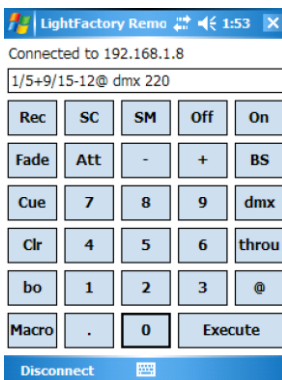 LightFactory Remo 1:53
Connected to 192.168.1.8
1/5+9/15-12@ dmx 220
Rec SC SM Off On
Fade Att - + BS
Cue 7 8 9 dmx
Clr 4 5 6 throu
bo 1 2 3 @
Macro . 0 Execute
Disconnect